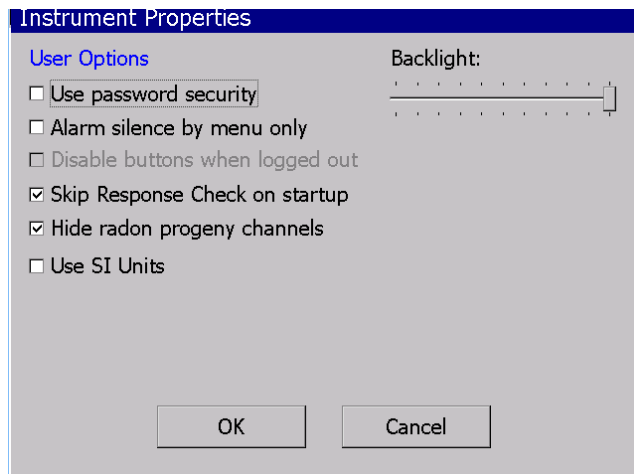 Instrument Properties
User Options
Backlight:
Use password security
Alarm silence by menu only
Disable buttons when logged out
Skip Response Check on startup
Hide radon progeny channels
Use SI Units
OK
Cancel